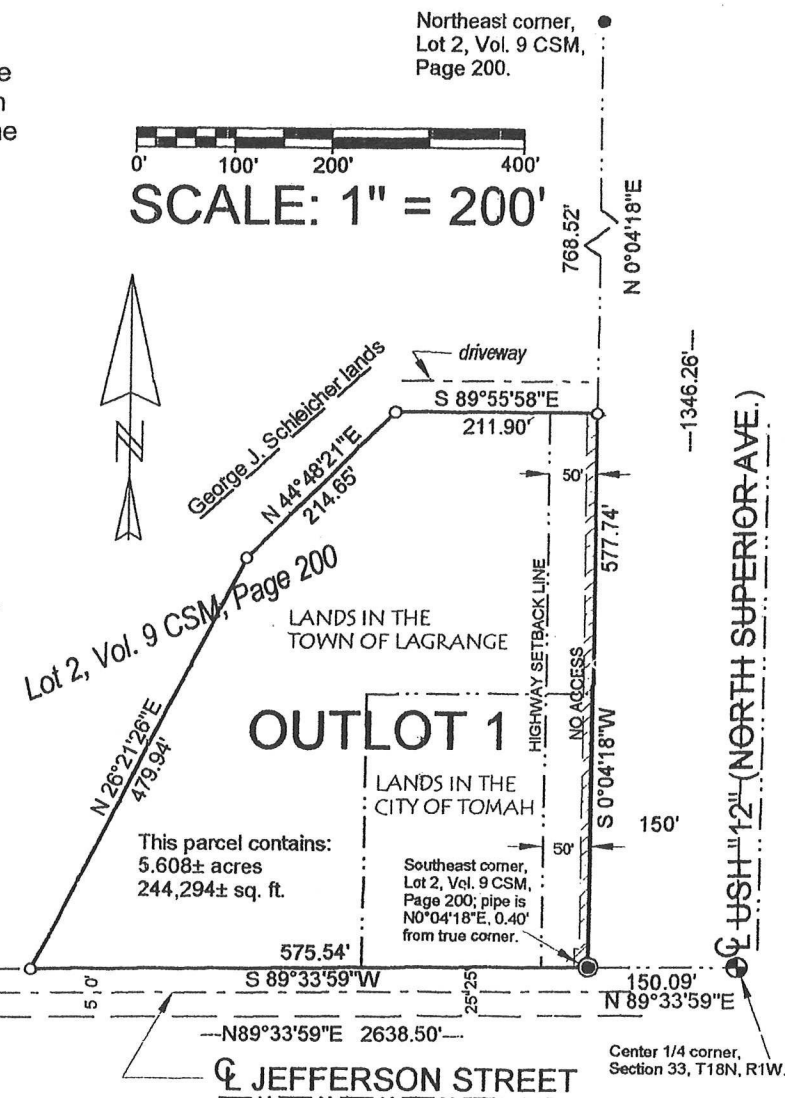 Northeast corner,
Lot 2, Vol. 9 CSM,
Page 200.
0' 100' 200' 400'
SCALE: 1" = 200'
768.52'
N 0°04'18"E
driveway
S 89°55'58"E
211.90'
George J. Schleicher lands
N 44°48'21"E
214.65'
50'
577.74'
—1346.26'—
Lot 2, Vol. 9 CSM, Page 200
LANDS IN THE
TOWN OF LAGRANGE
HIGHWAY SETBACK LINE
NO ACCESS
S 0°04'18"W
℄ USH "12" (NORTH SUPERIOR AVE.)
OUTLOT 1
N 26°21'26"E
479.94'
LANDS IN THE
CITY OF TOMAH
150'
50'
This parcel contains:
5.608± acres
244,294± sq. ft.
Southeast corner,
Lot 2, Vol. 9 CSM,
Page 200; pipe is
N0°04'18"E, 0.40'
from true corner.
575.54'
S 89°33'59"W
150.09'
N 89°33'59"E
50'
25'25'
—N89°33'59"E 2638.50'—
Center 1/4 corner,
Section 33, T18N, R1W.
℄ JEFFERSON STREET
N